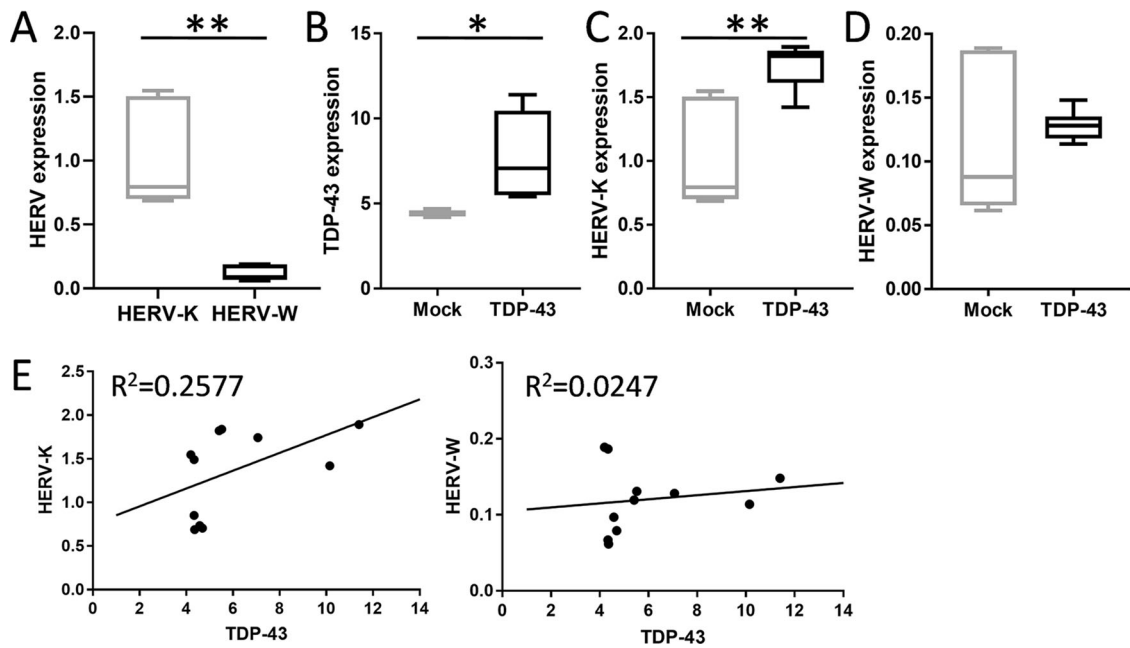 A
**
HERV expression
2.0
1.5
1.0
0.5
0.0
HERV-K HERV-W
B
*
TDP-43 expression
15
10
5
0
Mock TDP-43
C
**
HERV-K expression
2.0
1.5
1.0
0.5
0.0
Mock TDP-43
D
HERV-W expression
0.20
0.15
0.10
0.05
0.00
Mock TDP-43
E
R²=0.2577
HERV-K
2.5
2.0
1.5
1.0
0.5
0.0
0 2 4 6 8 10 12 14
TDP-43
R²=0.0247
HERV-W
0.3
0.2
0.1
0.0
0 2 4 6 8 10 12 14
TDP-43